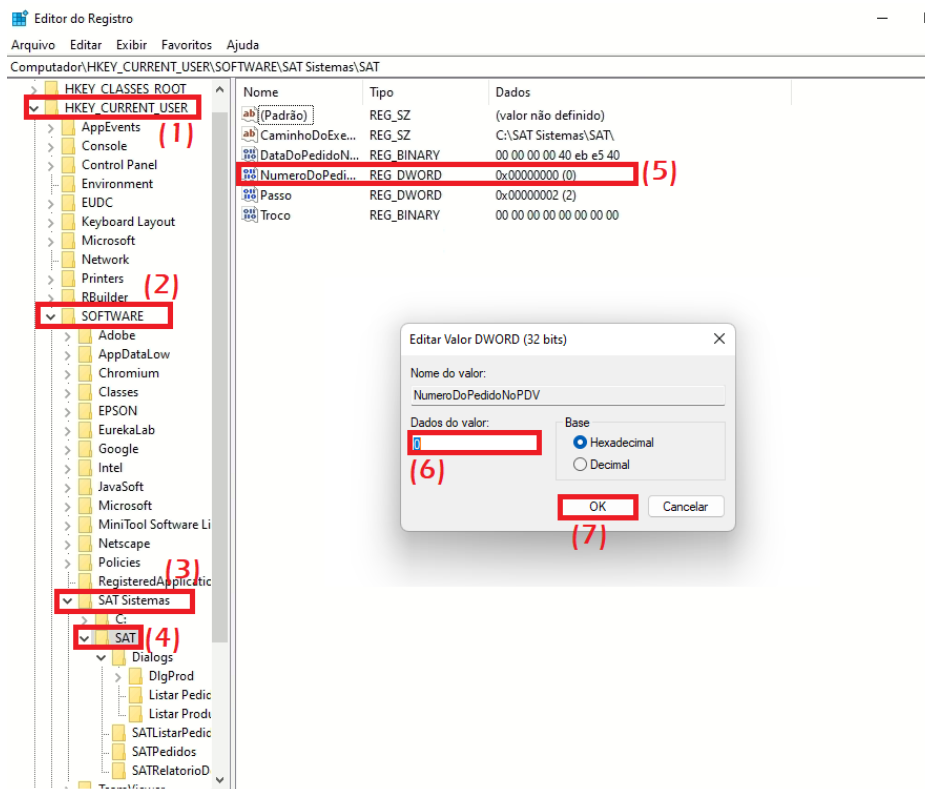 Editor do Registro
Arquivo Editar Exibir Favoritos Ajuda
Computador\HKEY_CURRENT_USER\SOFTWARE\SAT Sistemas\SAT
HKEY_CLASSES_ROOT
HKEY_CURRENT_USER
(1)
AppEvents
Console
Control Panel
Environment
EUDC
Keyboard Layout
Microsoft
Network
Printers
(2)
RBuilder
SOFTWARE
Adobe
AppDataLow
Chromium
Classes
EPSON
EurekaLab
Google
Intel
JavaSoft
Microsoft
MiniTool Software Li
Netscape
Policies
(3)
RegisteredApplicatic
SAT Sistemas
C:
SAT
(4)
Dialogs
DlgProd
Listar Pedic
Listar Produ
SATListarPedic
SATPedidos
SATRelatorioD
TeamViewer
Nome Tipo Dados
(Padrão) REG_SZ (valor não definido)
CaminhoDoExe... REG_SZ C:\SAT Sistemas\SAT\
DataDoPedidoN... REG_BINARY 00 00 00 00 40 eb e5 40
NumeroDoPedi... REG_DWORD 0x00000000 (0)
(5)
Passo REG_DWORD 0x00000002 (2)
Troco REG_BINARY 00 00 00 00 00 00 00 00
Editar Valor DWORD (32 bits)
Nome do valor:
NumeroDoPedidoNoPDV
Dados do valor:
0
(6)
Base
Hexadecimal
Decimal
OK
(7)
Cancelar